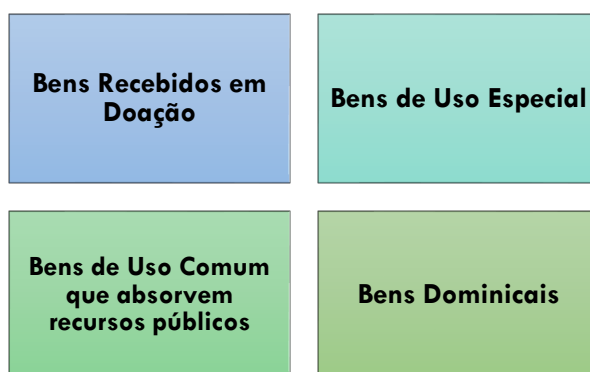 Bens Recebidos em
Doação
Bens de Uso Especial
Bens de Uso Comum
que absorvem
recursos públicos
Bens Dominicais